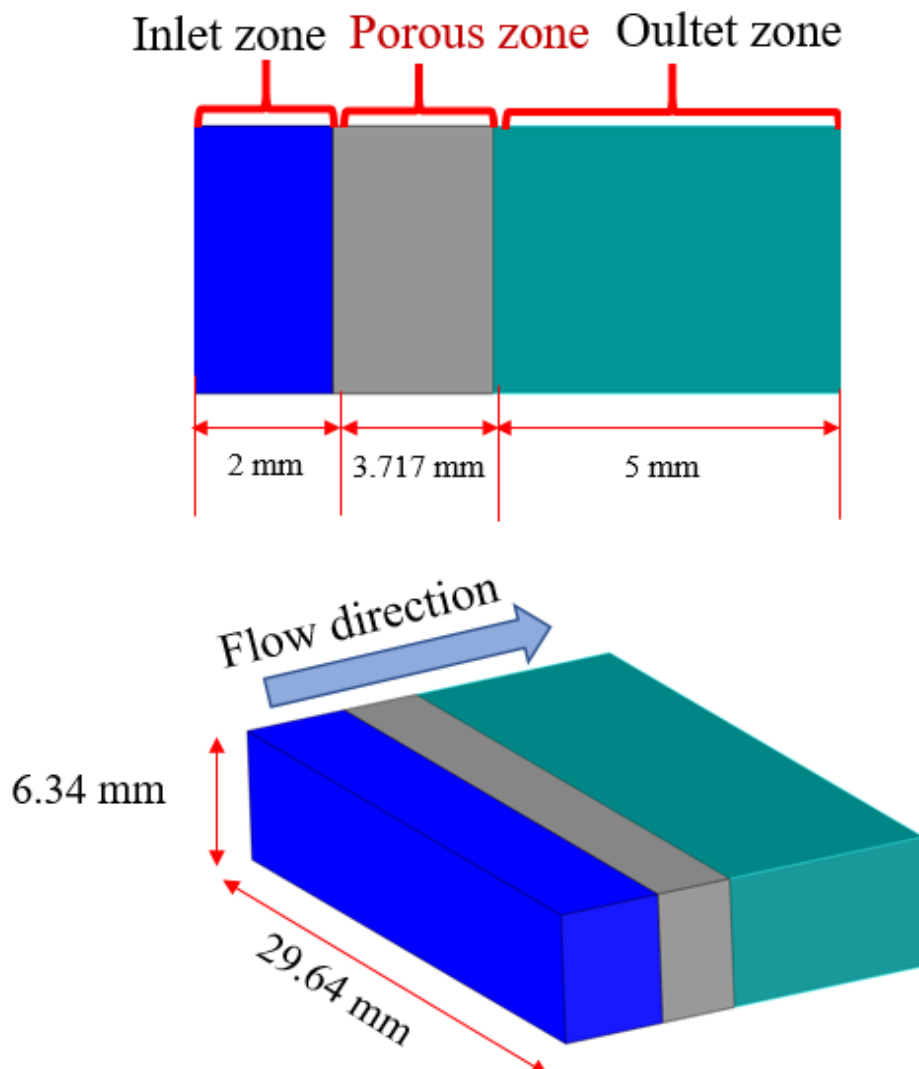 Inlet zone Porous zone Oultet zone
2 mm 3.717 mm 5 mm
Flow direction
6.34 mm
29.64 mm